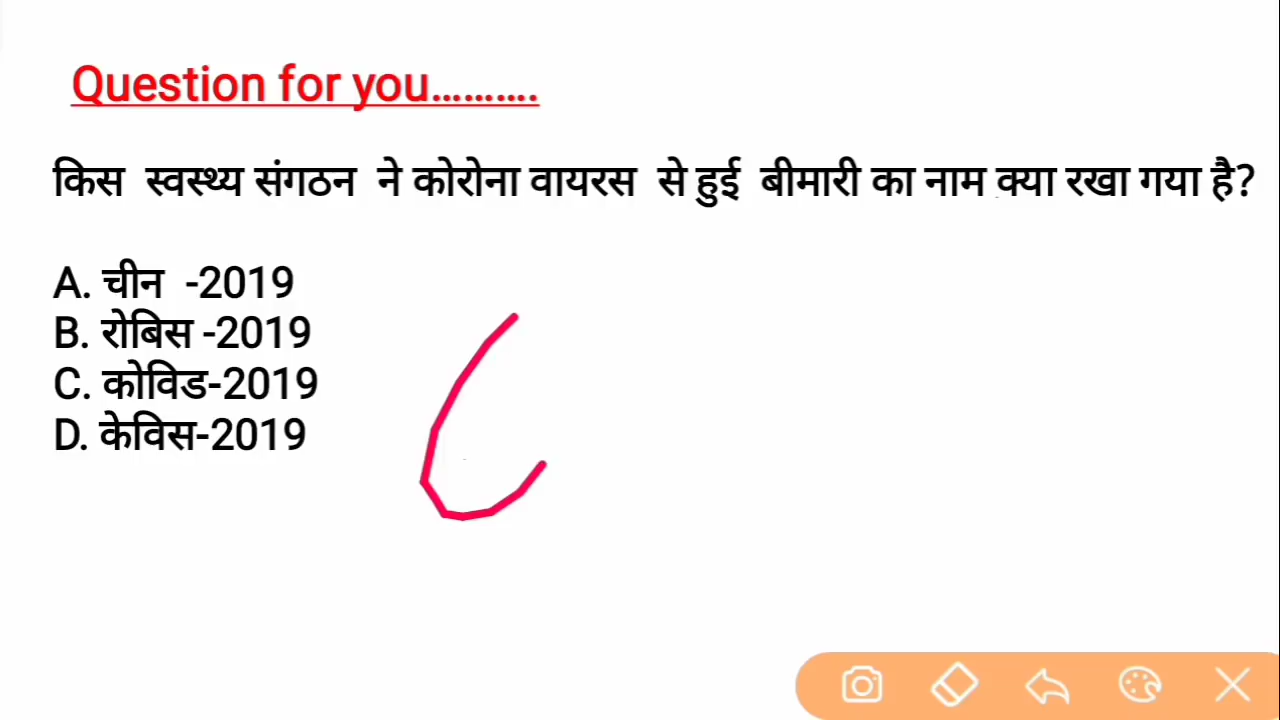 Question for you..........
किस स्वस्थ्य संगठन ने कोरोना वायरस से हुई बीमारी का नाम क्या रखा गया है?
A. चीन -2019
B. रोबिस -2019
C. कोविड-2019
D. केविस-2019
C